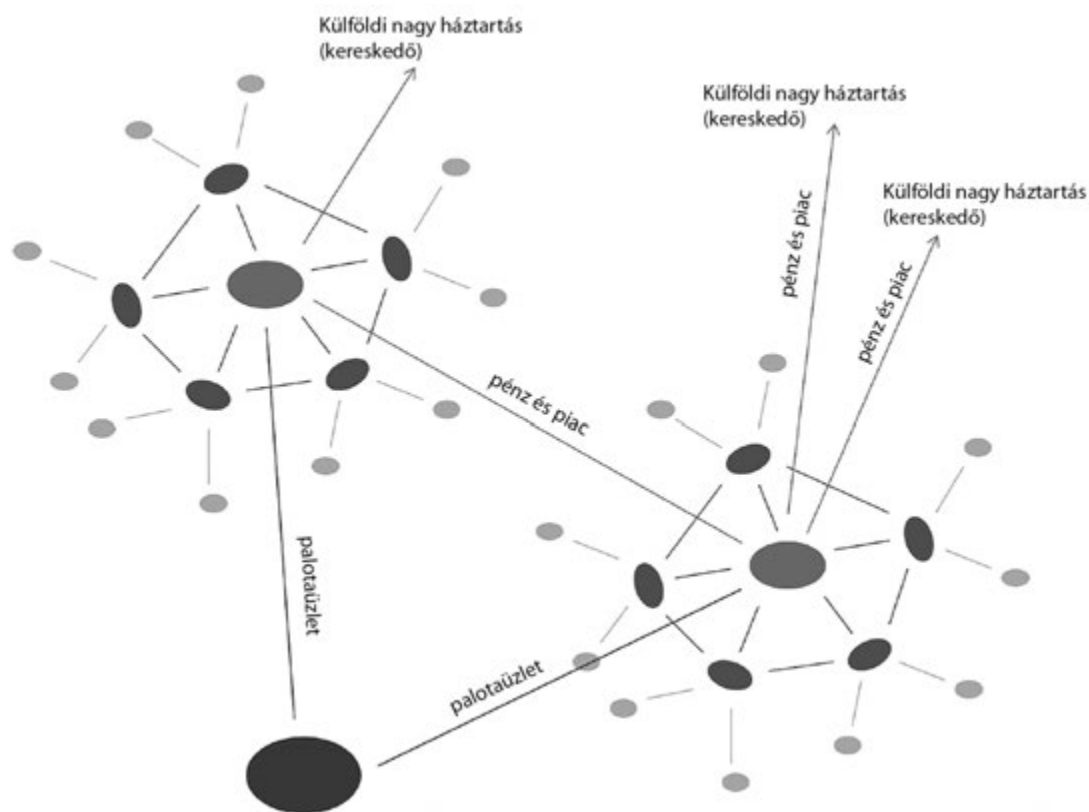 Külföldi nagy háztartás
(kereskedő)
Külföldi nagy háztartás
(kereskedő)
Külföldi nagy háztartás
(kereskedő)
pénz és piac
pénz és piac
pénz és piac
palotaüzlet
palotaüzlet